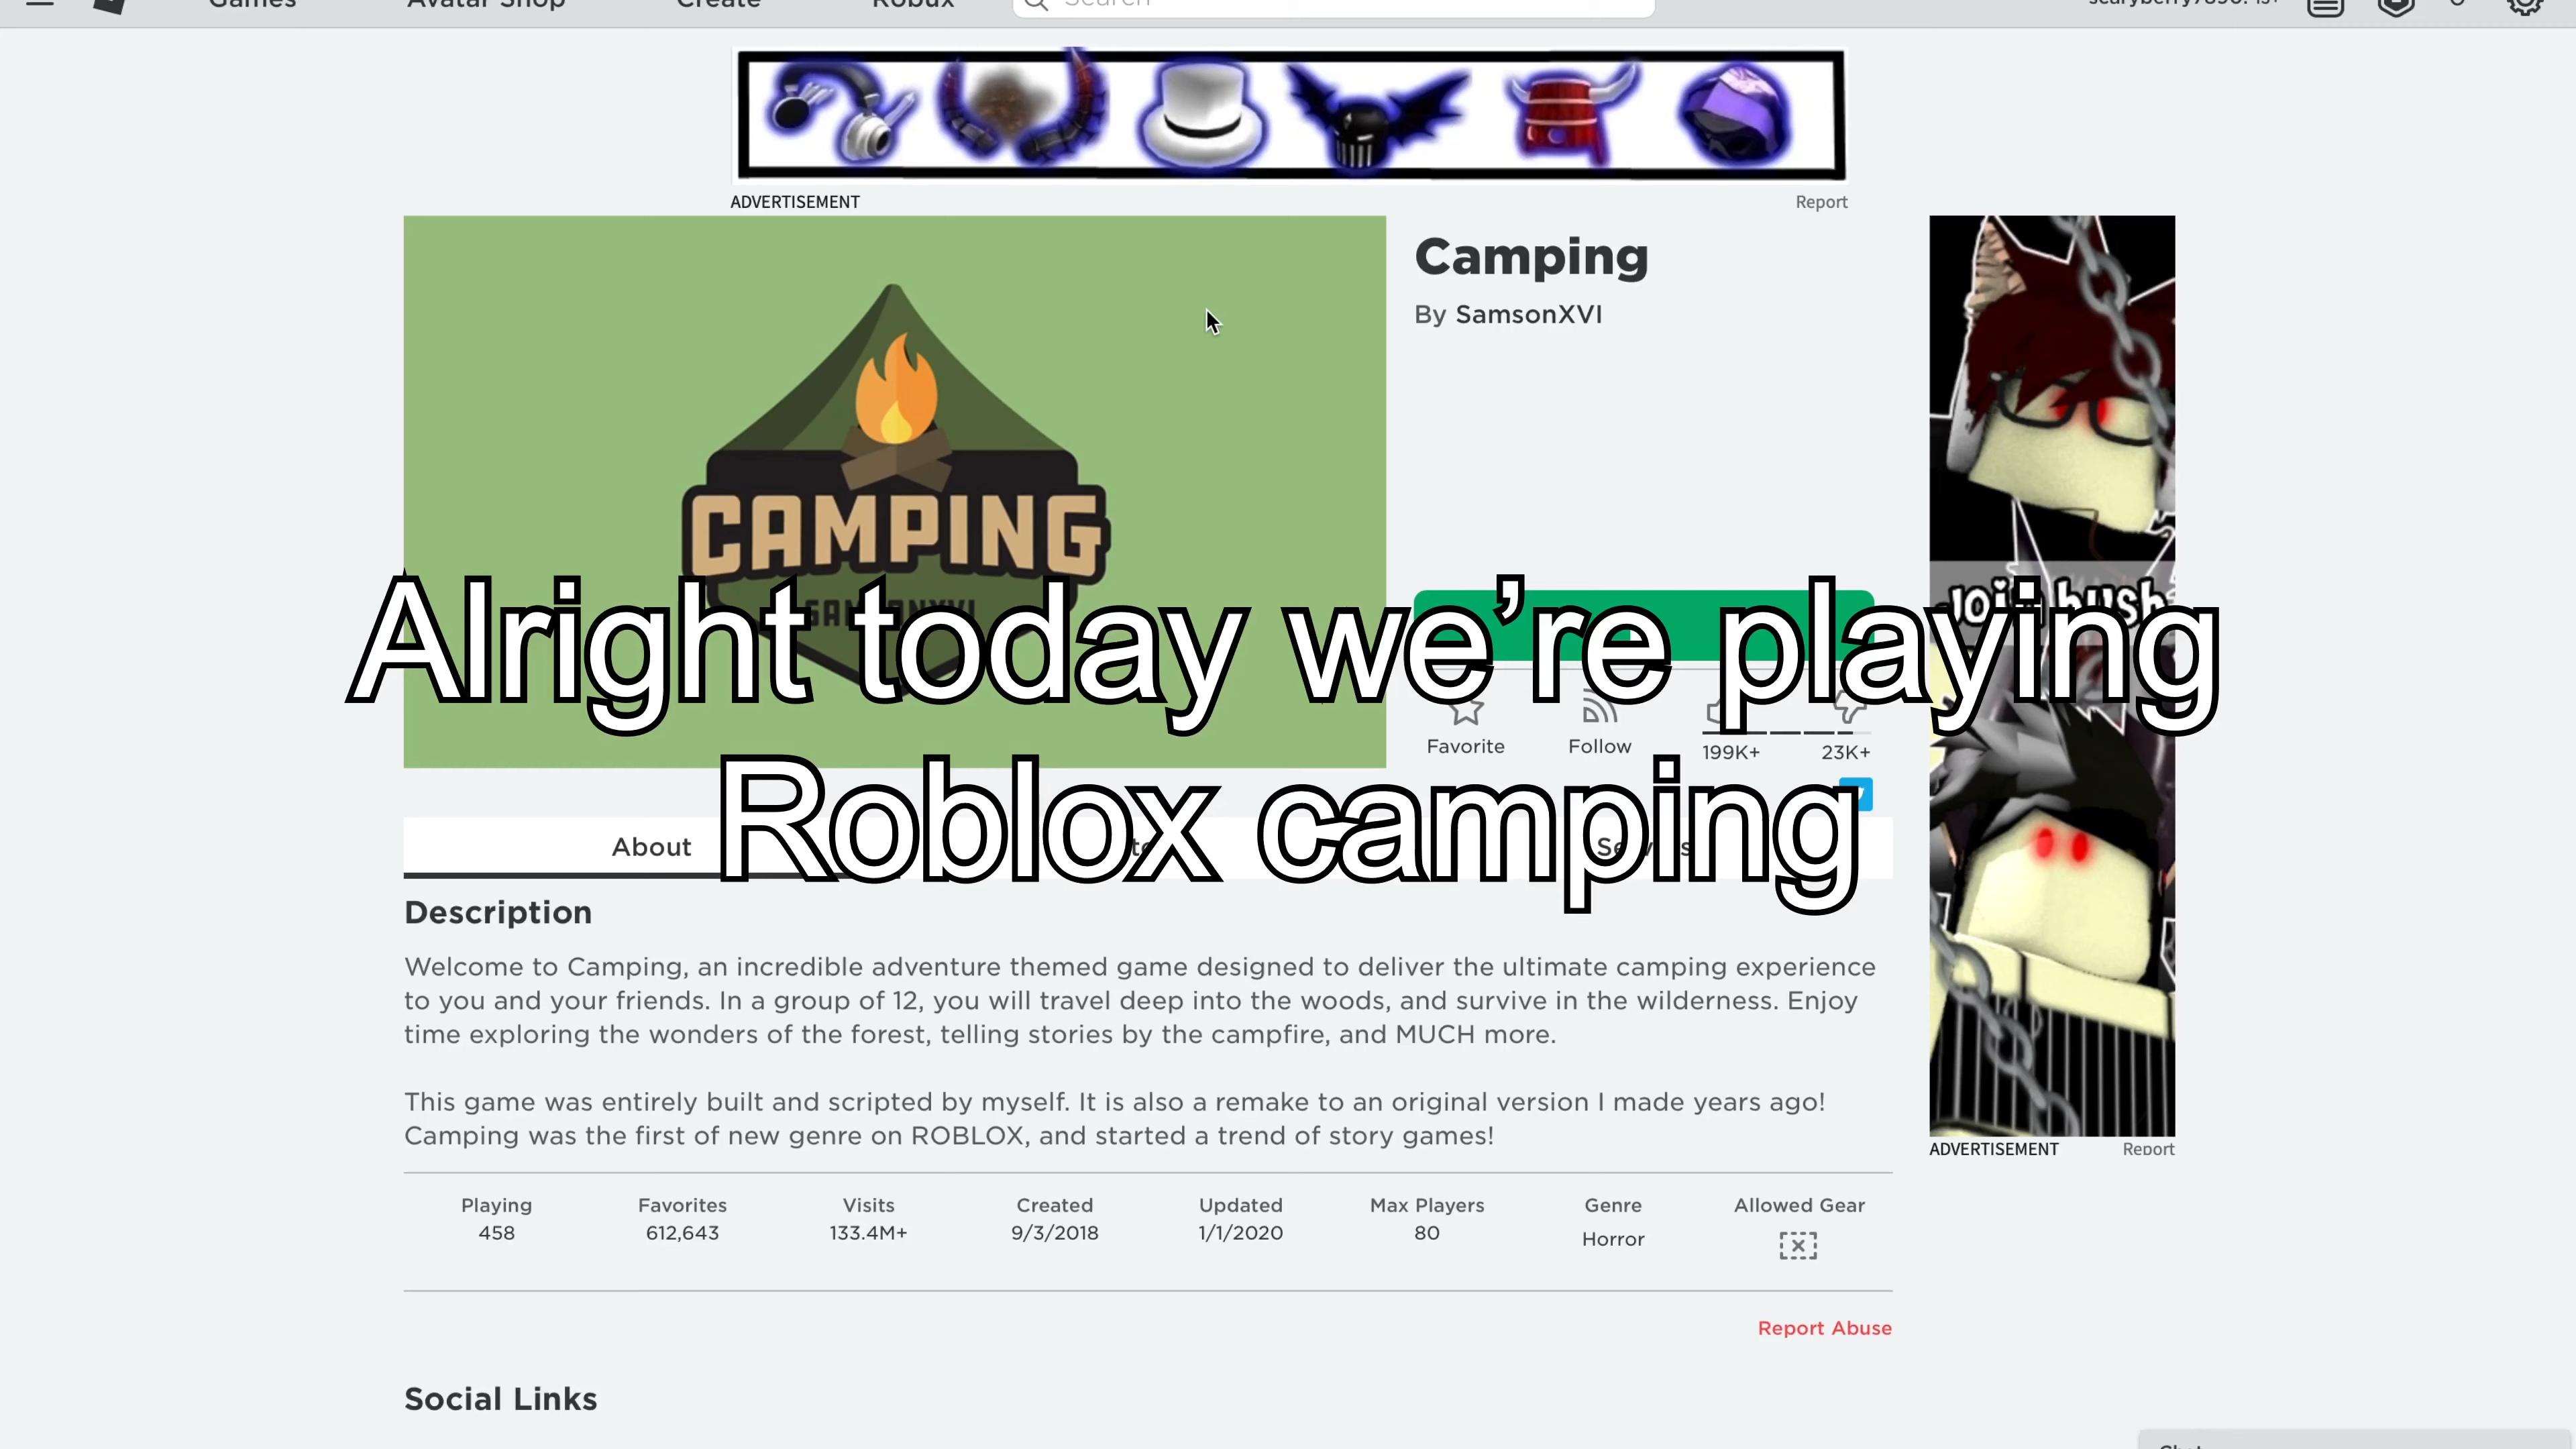 Games Avatar Shop Create Robux Search
ADVERTISEMENT Report
Camping
By SamsonXVI
CAMPING
Alright today we're playing
Roblox camping
Favorite Follow 199K+ 23K+
About
Description
Welcome to Camping, an incredible adventure themed game designed to deliver the ultimate camping experience
to you and your friends. In a group of 12, you will travel deep into the woods, and survive in the wilderness. Enjoy
time exploring the wonders of the forest, telling stories by the campfire, and MUCH more.
This game was entirely built and scripted by myself. It is also a remake to an original version I made years ago!
Camping was the first of new genre on ROBLOX, and started a trend of story games!
ADVERTISEMENT Report
Playing Favorites Visits Created Updated Max Players Genre Allowed Gear
458 612,643 133.4M+ 9/3/2018 1/1/2020 80 Horror
Report Abuse
Social Links